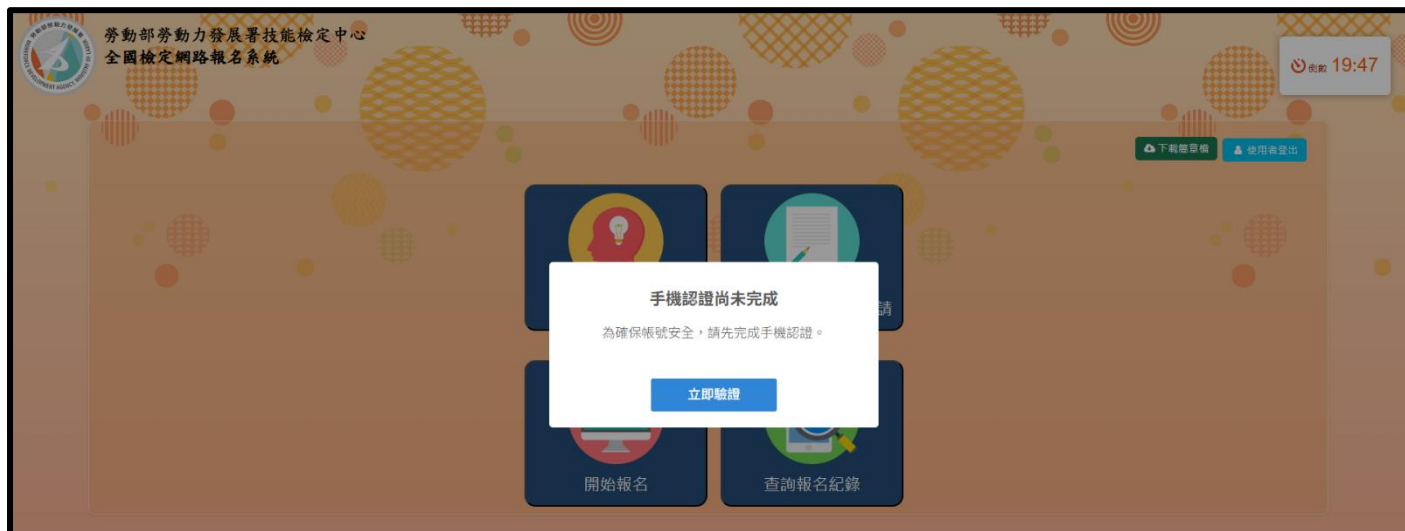 勞動部勞動力發展署技能檢定中心
全國檢定網路報名系統
倒數 19:47
下載簡章檔
使用者登出
請
手機認證尚未完成
為確保帳號安全，請先完成手機認證。
立即驗證
開始報名
查詢報名紀錄